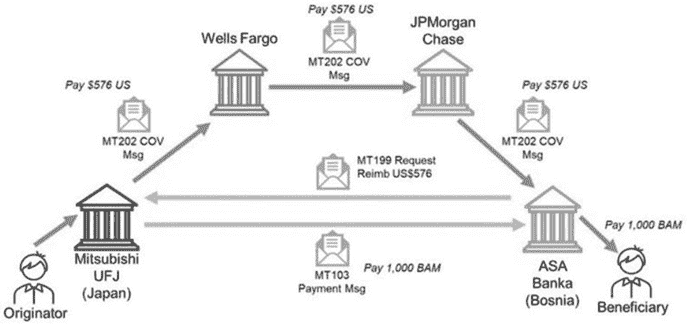 Pay $576 US
JPMorgan
Chase
Wells Fargo
MT202 COV
Msg
Pay $576 US
MT202 COV
Msg
Pay $576 US
MT202 COV
Msg
MT199 Request
Reimb US$576
Mitsubishi
UFJ
(Japan)
MT103
Payment Msg
Pay 1,000 BAM
ASA
Banka
(Bosnia)
Pay 1,000 BAM
Originator
Beneficiary